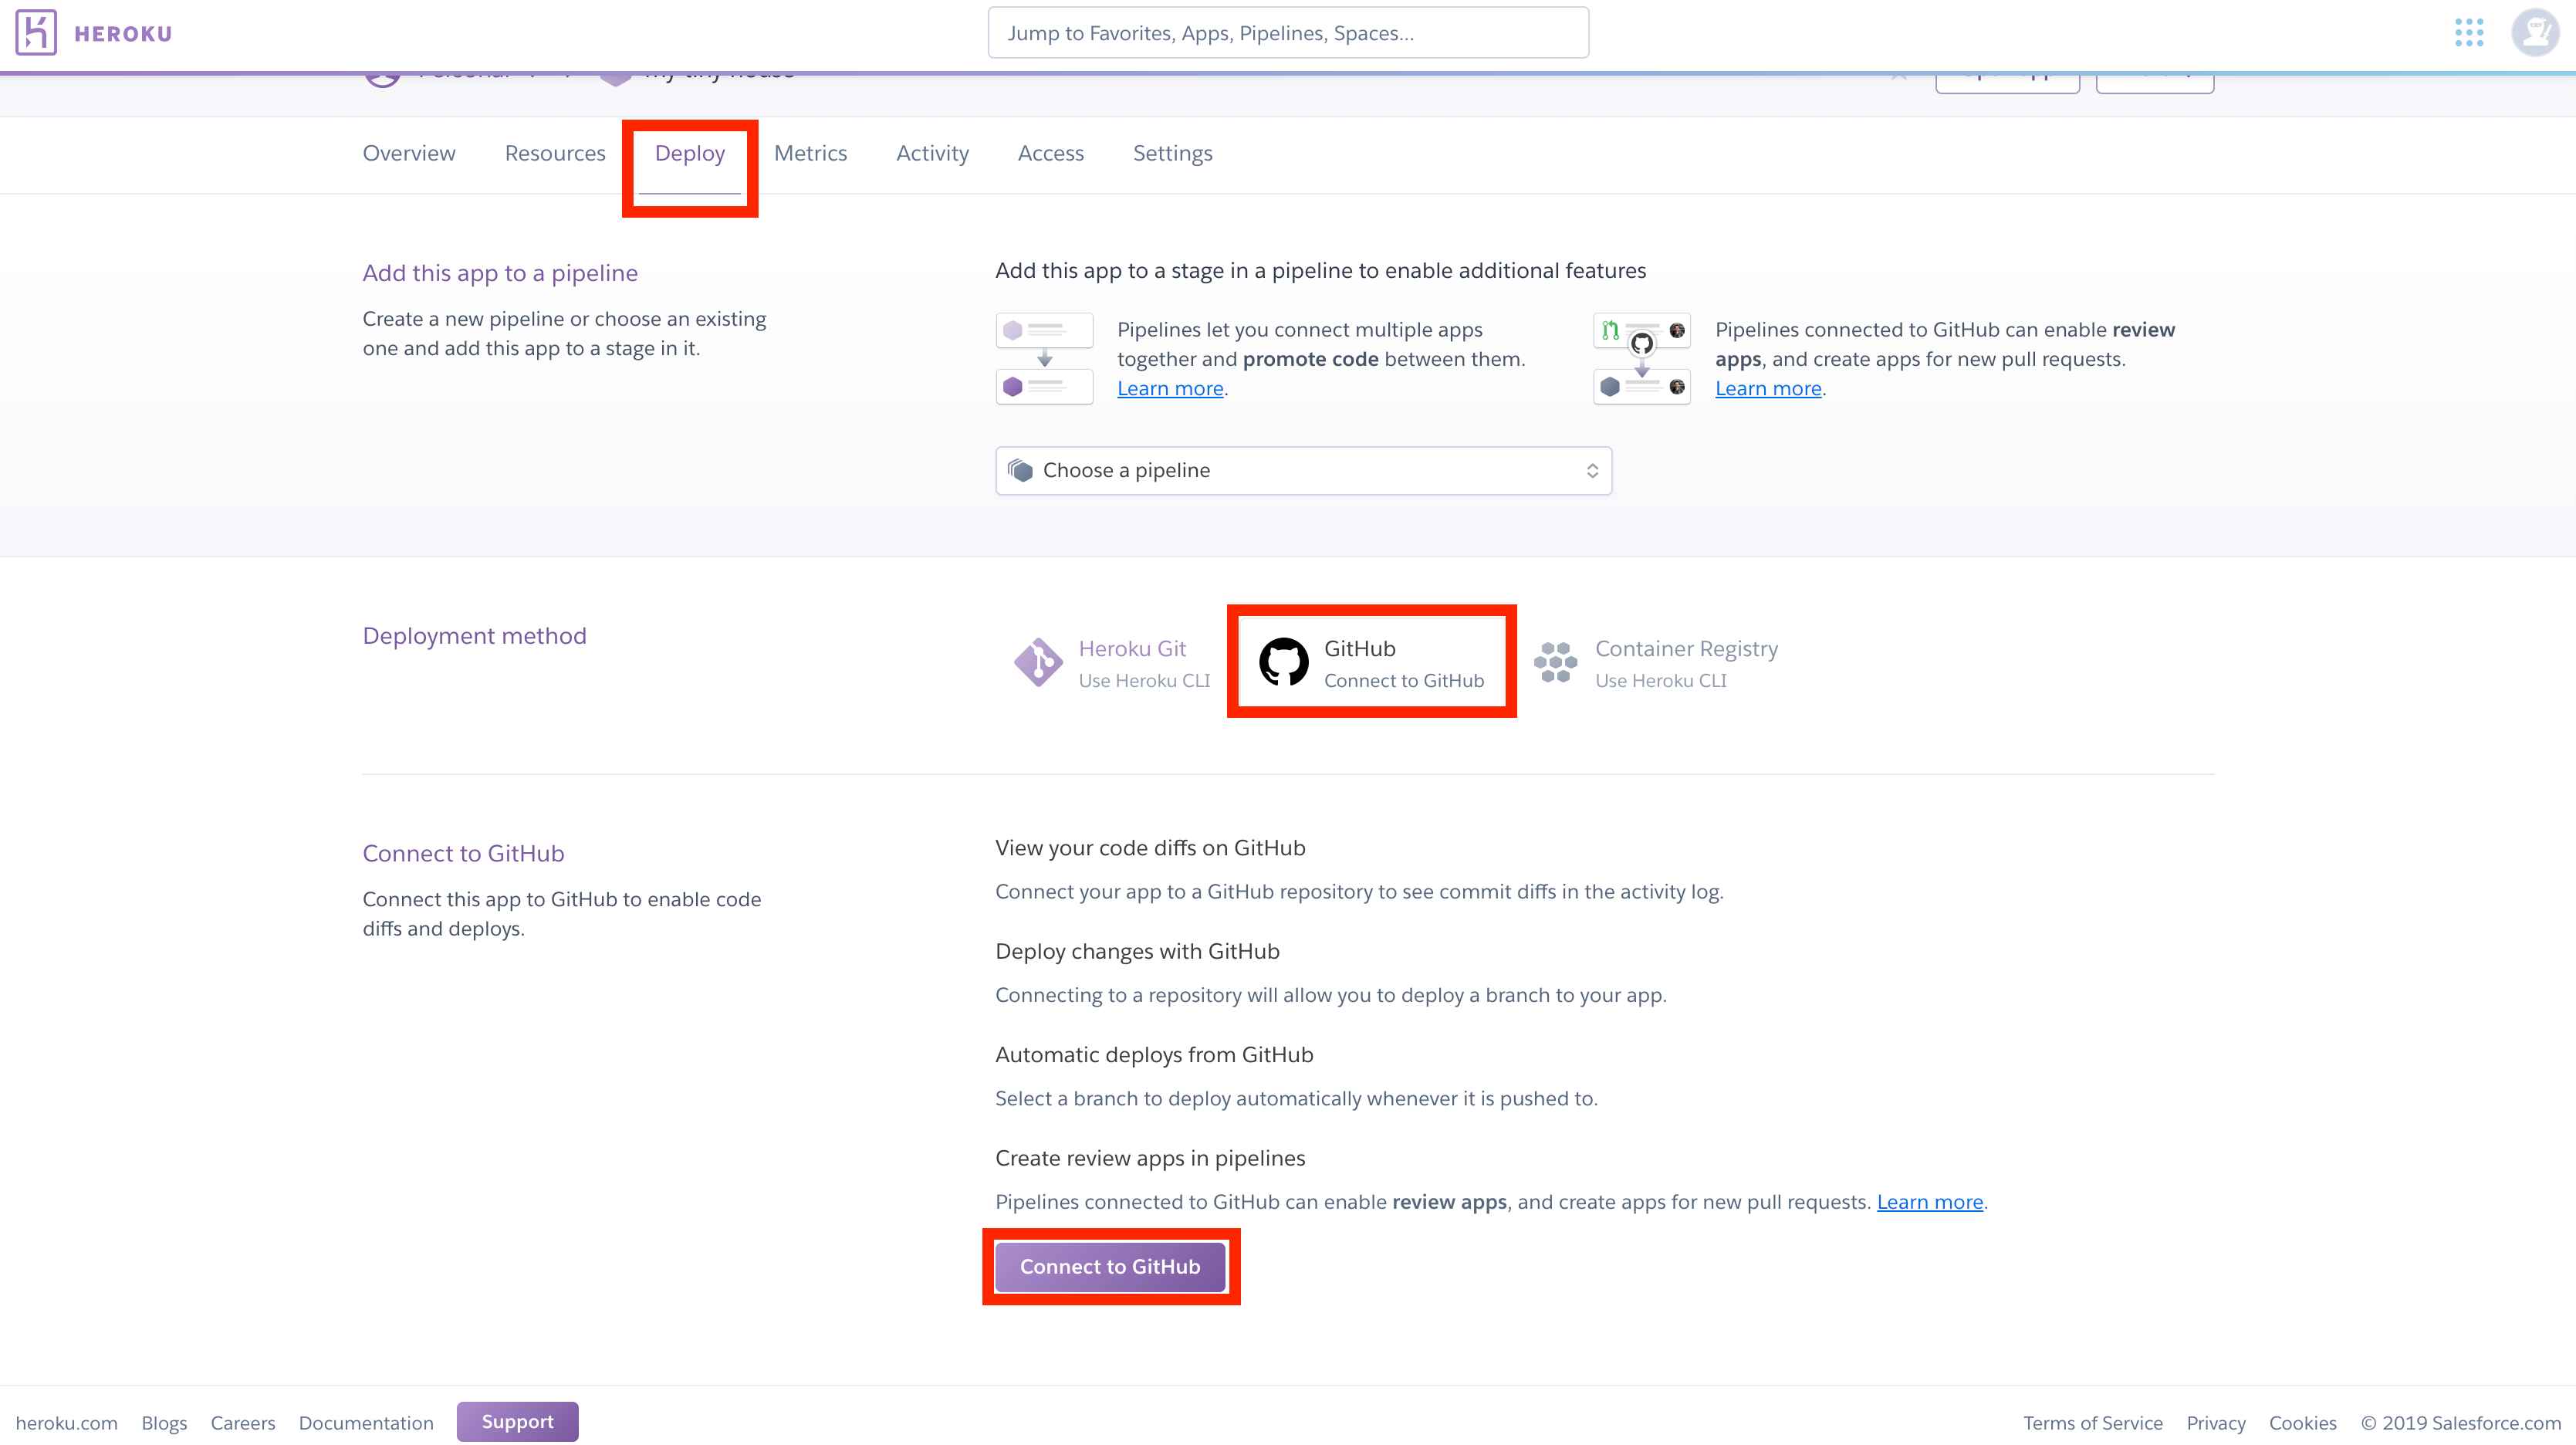 HEROKU
Jump to Favorites, Apps, Pipelines, Spaces...
Overview Resources Deploy Metrics Activity Access Settings
Add this app to a pipeline
Create a new pipeline or choose an existing
one and add this app to a stage in it.
Add this app to a stage in a pipeline to enable additional features
Pipelines let you connect multiple apps
together and promote code between them.
Learn more.
Pipelines connected to GitHub can enable review
apps, and create apps for new pull requests.
Learn more.
Choose a pipeline
Deployment method
Heroku Git
Use Heroku CLI
GitHub
Connect to GitHub
Container Registry
Use Heroku CLI
Connect to GitHub
Connect this app to GitHub to enable code
diffs and deploys.
View your code diffs on GitHub
Connect your app to a GitHub repository to see commit diffs in the activity log.
Deploy changes with GitHub
Connecting to a repository will allow you to deploy a branch to your app.
Automatic deploys from GitHub
Select a branch to deploy automatically whenever it is pushed to.
Create review apps in pipelines
Pipelines connected to GitHub can enable review apps, and create apps for new pull requests. Learn more.
Connect to GitHub
heroku.com Blogs Careers Documentation Support Terms of Service Privacy Cookies © 2019 Salesforce.com